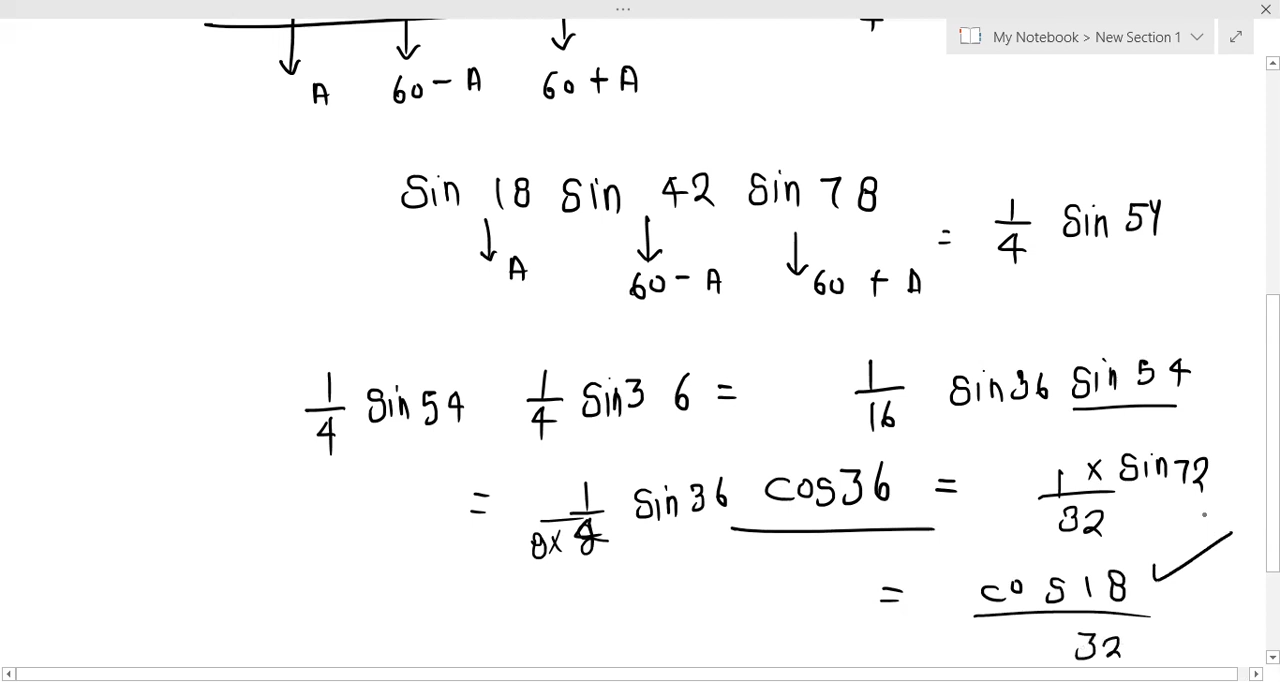 My Notebook > New Section 1
A 60 - A 60 + A
Sin 18 Sin 42 Sin 78 = 1/4 Sin 54
A 60 - A 60 + A
1/4 Sin 54 1/4 Sin 36 = 1/16 Sin 36 Sin 54
= 1/8× Sin 36 cos 36 = 1/32 × Sin 72
= cos 18/32